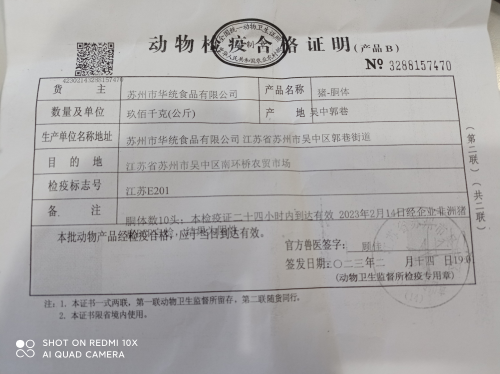 动物检疫合格证明(产品B)
№ 3288157470
货 主 苏州市华统食品有限公司 产品名称 猪-胴体
数量及单位 玖佰千克(公斤) 产 地 吴中郭巷
生产单位名称地址 苏州市华统食品有限公司 江苏省苏州市吴中区郭巷街道
目 的 地 江苏省苏州市吴中区南环桥农贸市场
检疫标志号 江苏E201
备 注 胴体数10头; 本检疫证二十四小时内到达有效 2023年2月14日经企业非洲猪
本批动物产品经检疫合格,应于当日到达有效。
官方兽医签字:
签发日期:二〇二三年 二 月十四日19时
(动物卫生监督所检疫专用章)
注:1. 本证书一式两联,第一联动物卫生监督所留存,第二联随货同行。
2. 本证书限省境内使用。
(第二联)
(共二联)
SHOT ON REDMI 10X
AI QUAD CAMERA